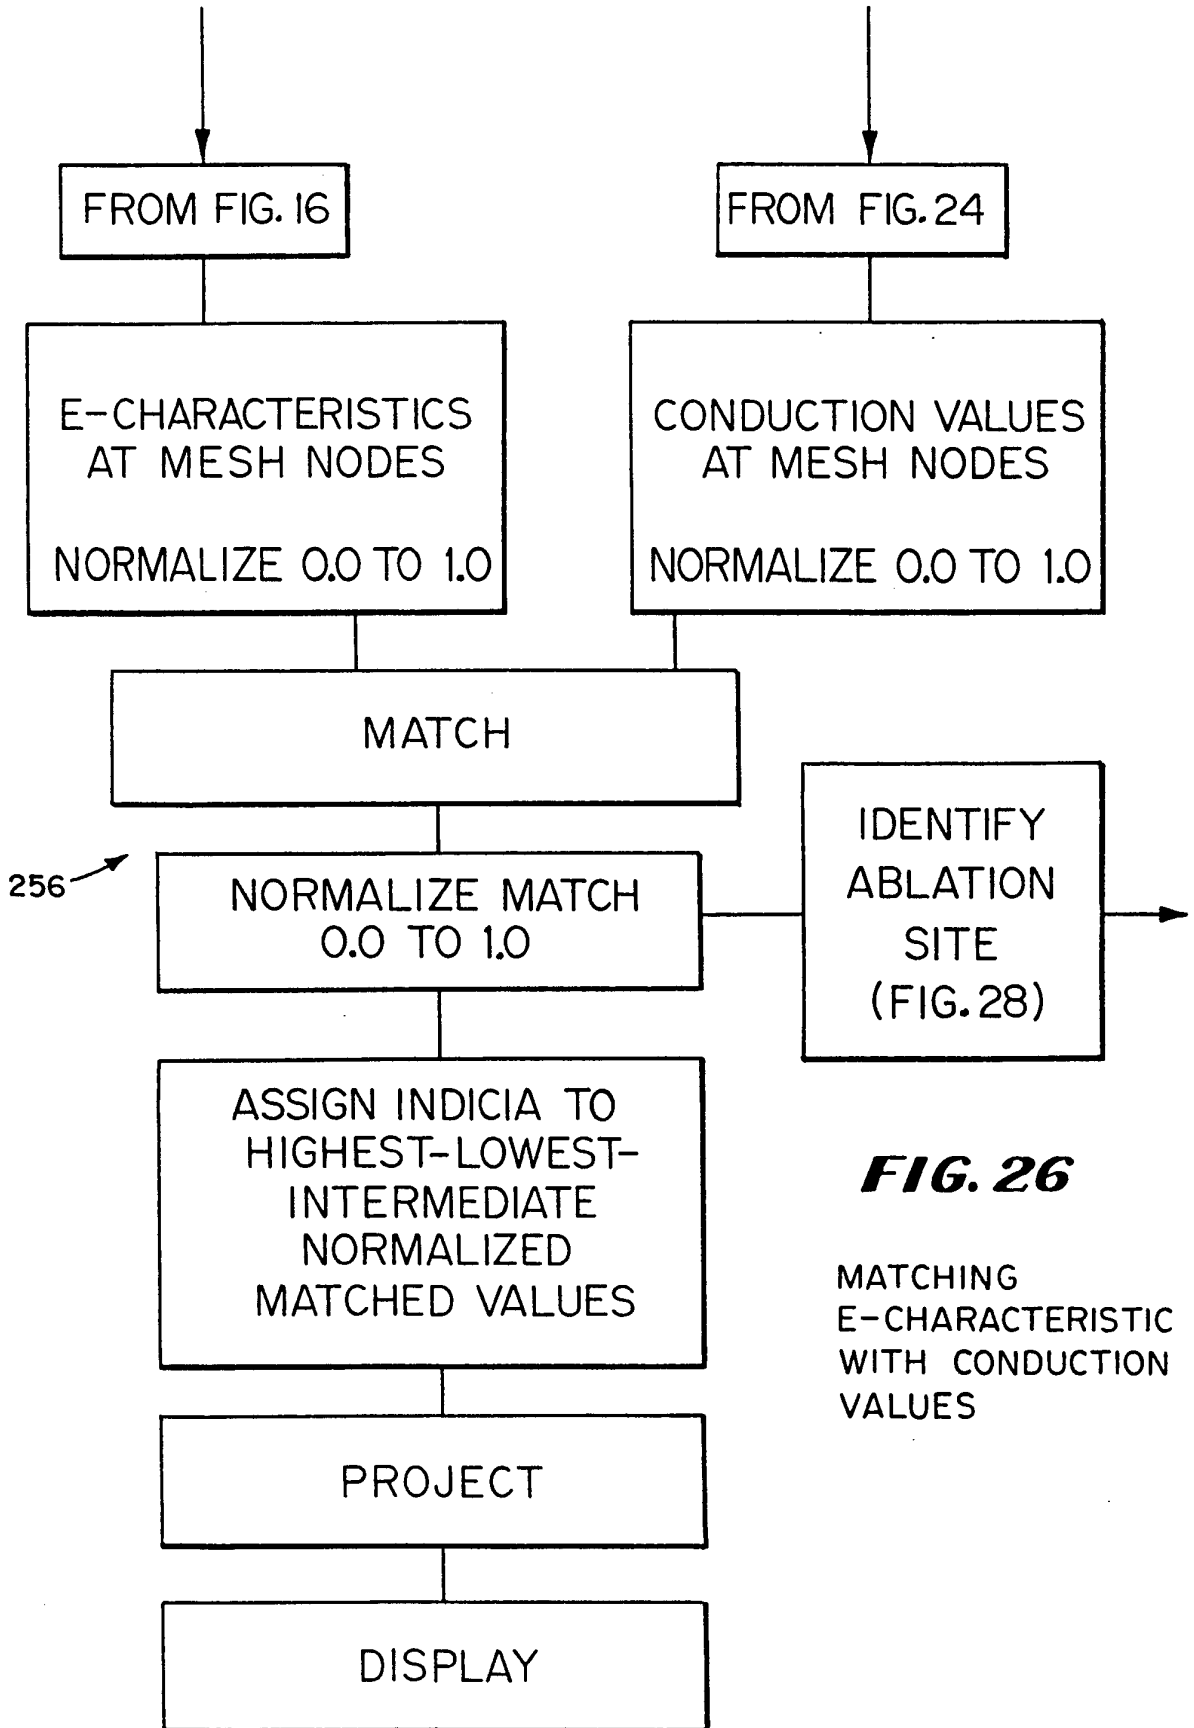 FROM FIG. 16
FROM FIG. 24
E-CHARACTERISTICS
AT MESH NODES
NORMALIZE 0.0 TO 1.0
CONDUCTION VALUES
AT MESH NODES
NORMALIZE 0.0 TO 1.0
MATCH
256
NORMALIZE MATCH
0.0 TO 1.0
IDENTIFY
ABLATION
SITE
(FIG. 28)
ASSIGN INDICIA TO
HIGHEST-LOWEST-
INTERMEDIATE
NORMALIZED
MATCHED VALUES
FIG. 26
MATCHING
E-CHARACTERISTIC
WITH CONDUCTION
VALUES
PROJECT
DISPLAY